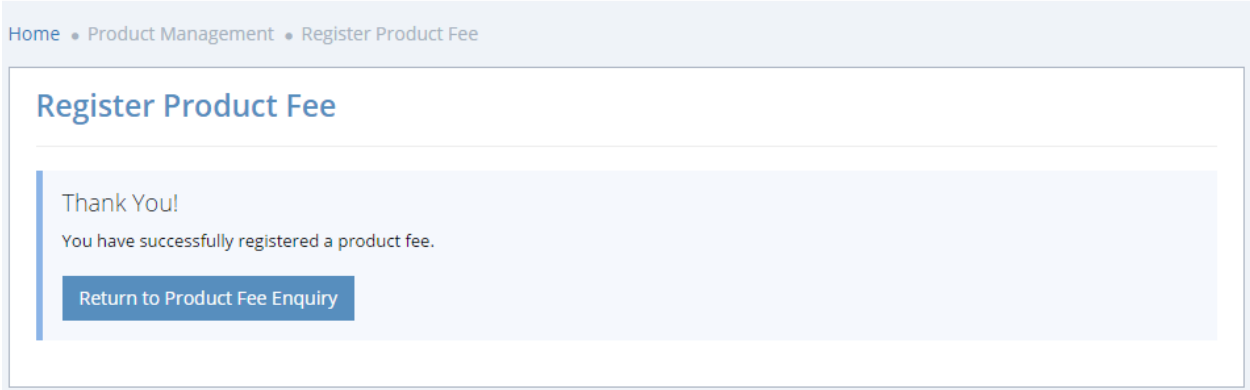 Home • Product Management • Register Product Fee
Register Product Fee
Thank You!
You have successfully registered a product fee.
Return to Product Fee Enquiry